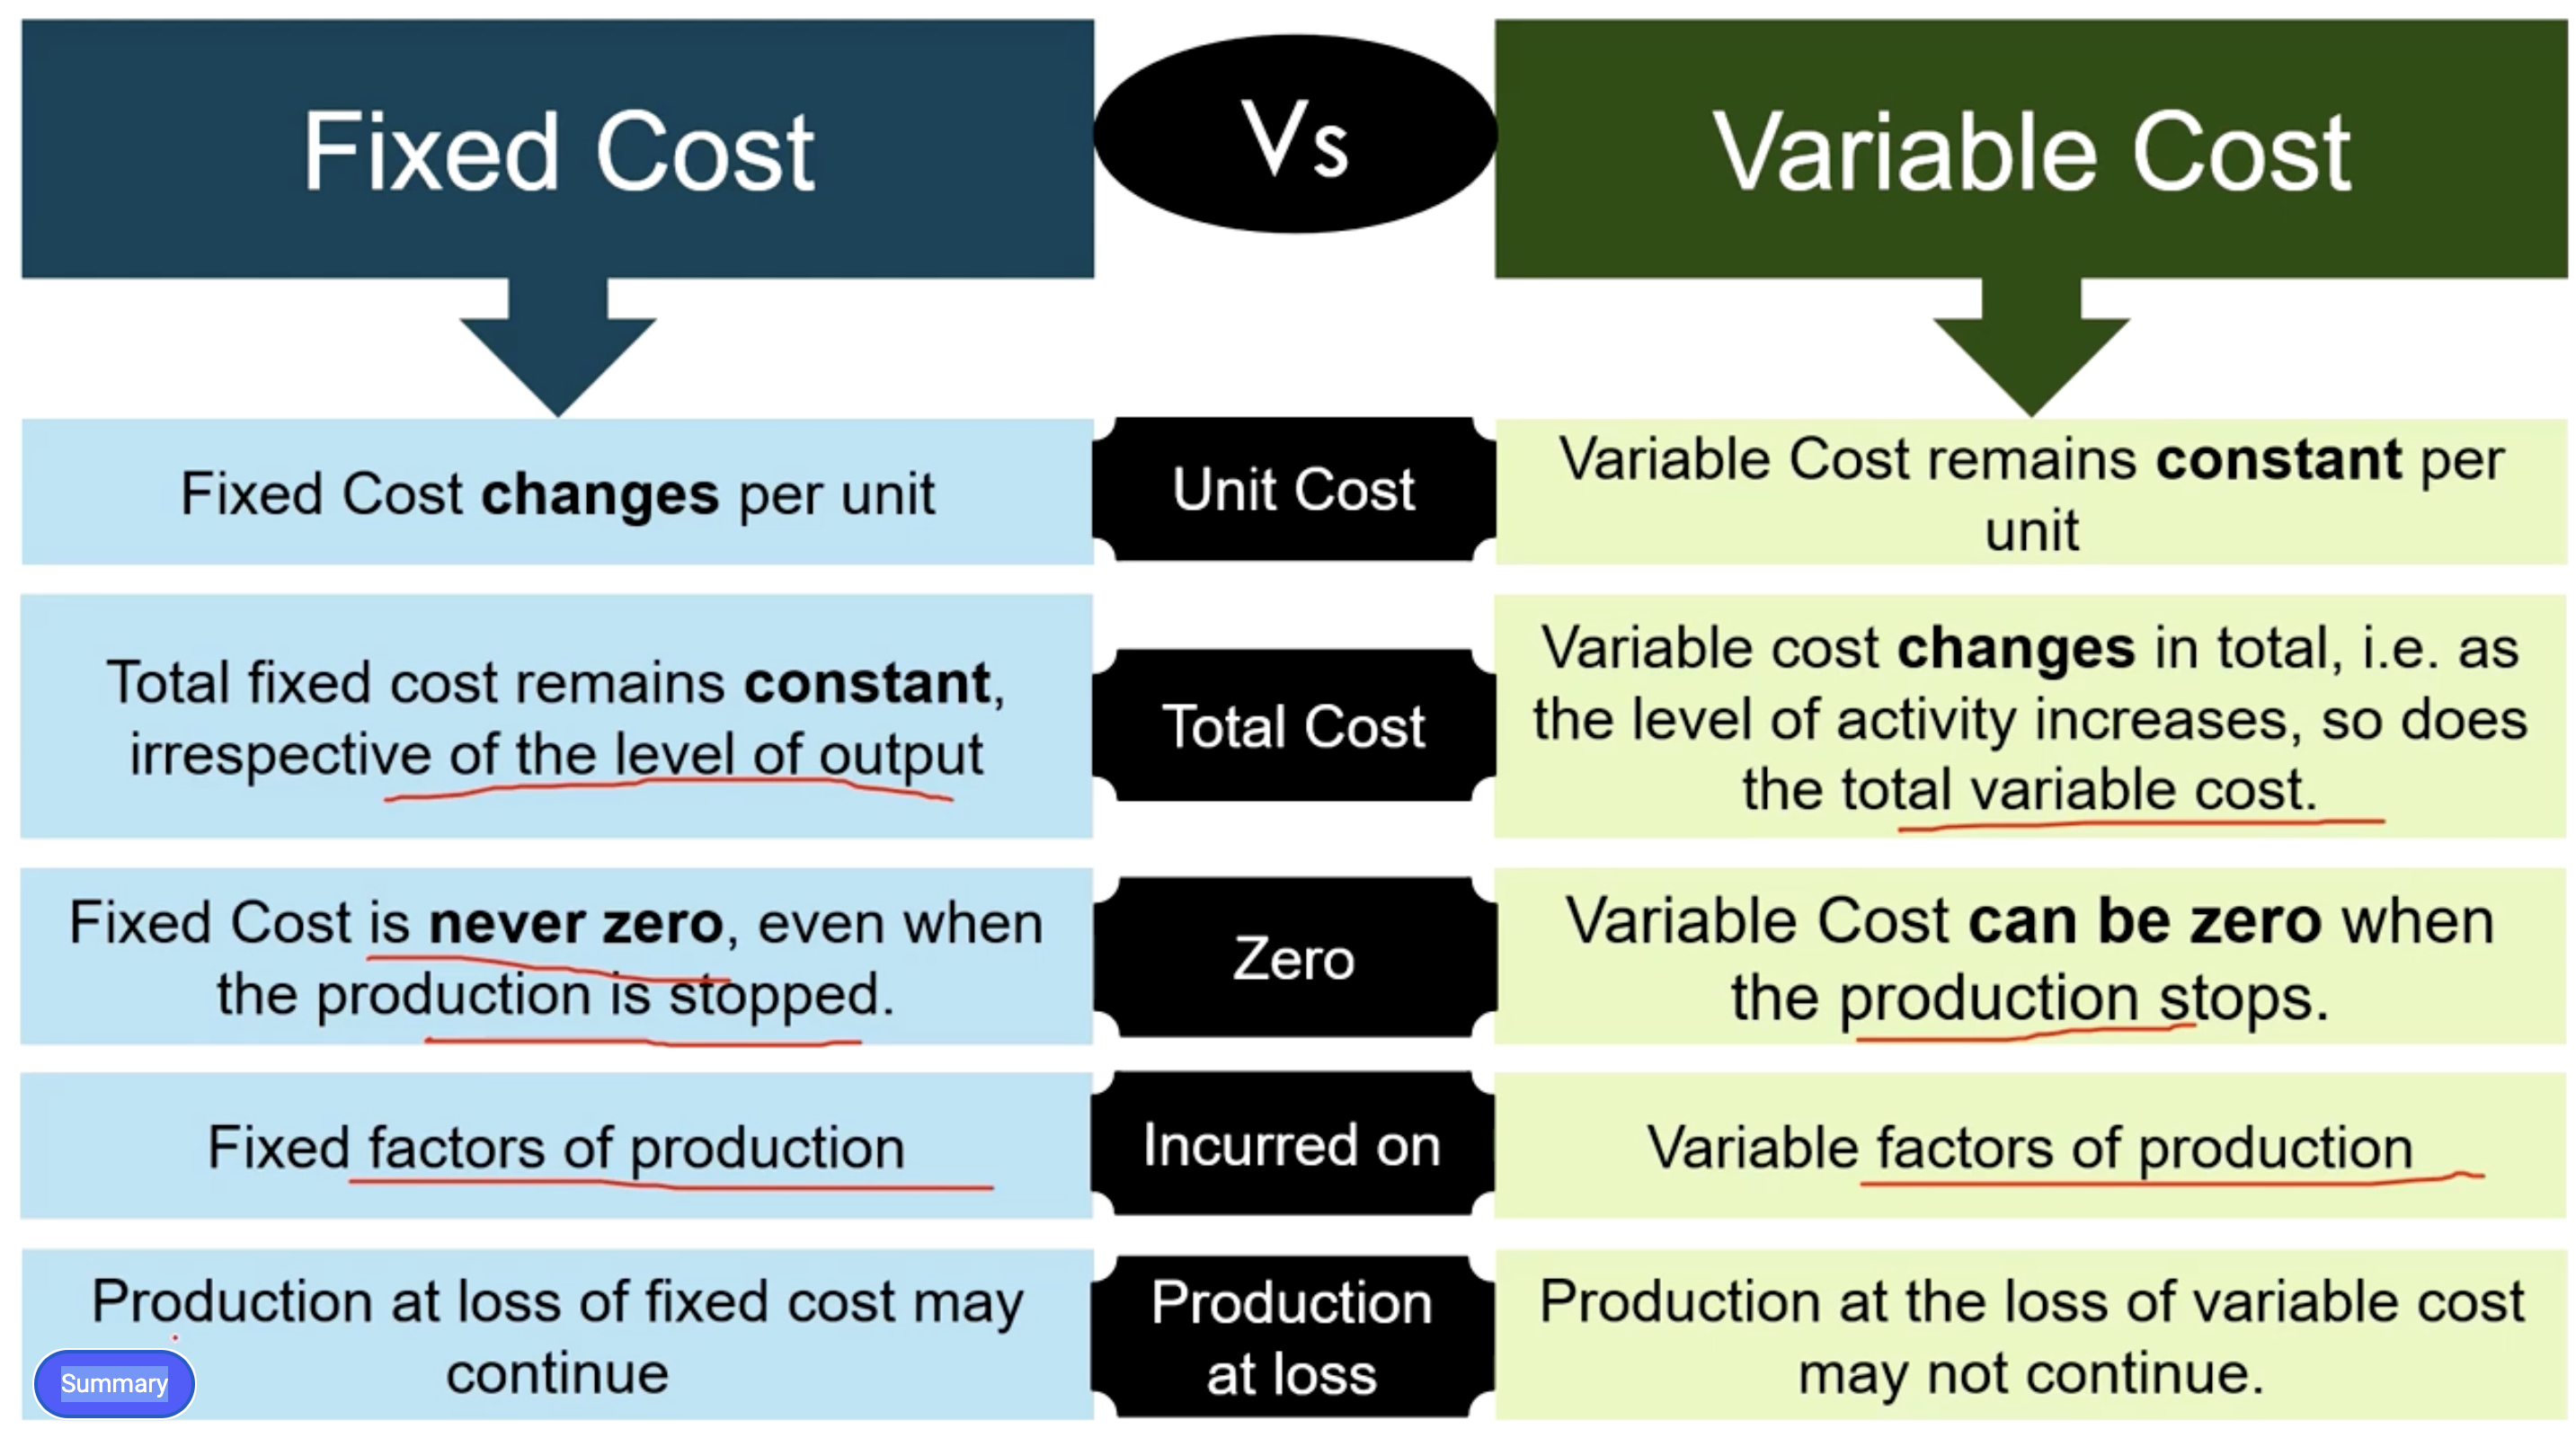 Fixed Cost
Vs
Variable Cost
Fixed Cost changes per unit
Unit Cost
Variable Cost remains constant per
unit
Total fixed cost remains constant,
irrespective of the level of output
Total Cost
Variable cost changes in total, i.e. as
the level of activity increases, so does
the total variable cost.
Fixed Cost is never zero, even when
the production is stopped.
Zero
Variable Cost can be zero when
the production stops.
Fixed factors of production
Incurred on
Variable factors of production
Production at loss of fixed cost may
continue
Production
at loss
Production at the loss of variable cost
may not continue.
Summary